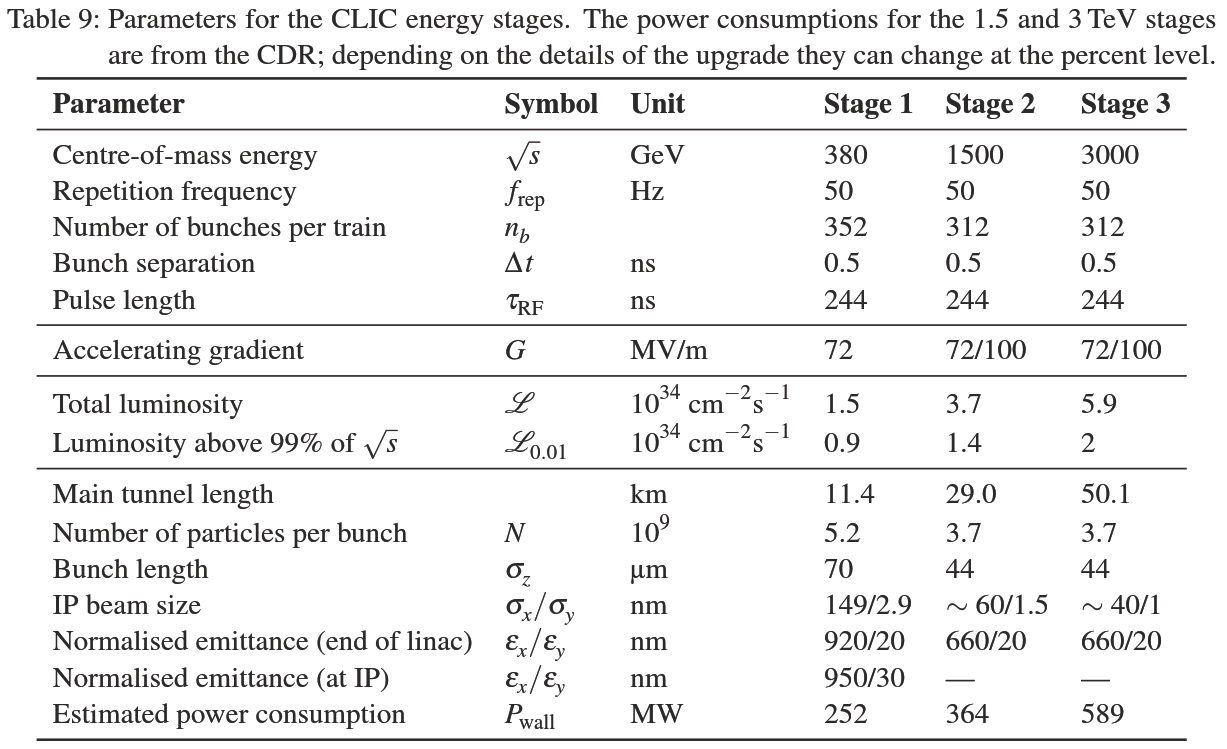 Table 9: Parameters for the CLIC energy stages. The power consumptions for the 1.5 and 3 TeV stages
are from the CDR; depending on the details of the upgrade they can change at the percent level.
Parameter Symbol Unit Stage 1 Stage 2 Stage 3
Centre-of-mass energy √s GeV 380 1500 3000
Repetition frequency f_rep Hz 50 50 50
Number of bunches per train n_b 352 312 312
Bunch separation Δt ns 0.5 0.5 0.5
Pulse length τ_RF ns 244 244 244
Accelerating gradient G MV/m 72 72/100 72/100
Total luminosity ℒ 10³⁴ cm⁻²s⁻¹ 1.5 3.7 5.9
Luminosity above 99% of √s ℒ_0.01 10³⁴ cm⁻²s⁻¹ 0.9 1.4 2
Main tunnel length km 11.4 29.0 50.1
Number of particles per bunch N 10⁹ 5.2 3.7 3.7
Bunch length σ_z μm 70 44 44
IP beam size σ_x/σ_y nm 149/2.9 ∼ 60/1.5 ∼ 40/1
Normalised emittance (end of linac) ε_x/ε_y nm 920/20 660/20 660/20
Normalised emittance (at IP) ε_x/ε_y nm 950/30 — —
Estimated power consumption P_wall MW 252 364 589